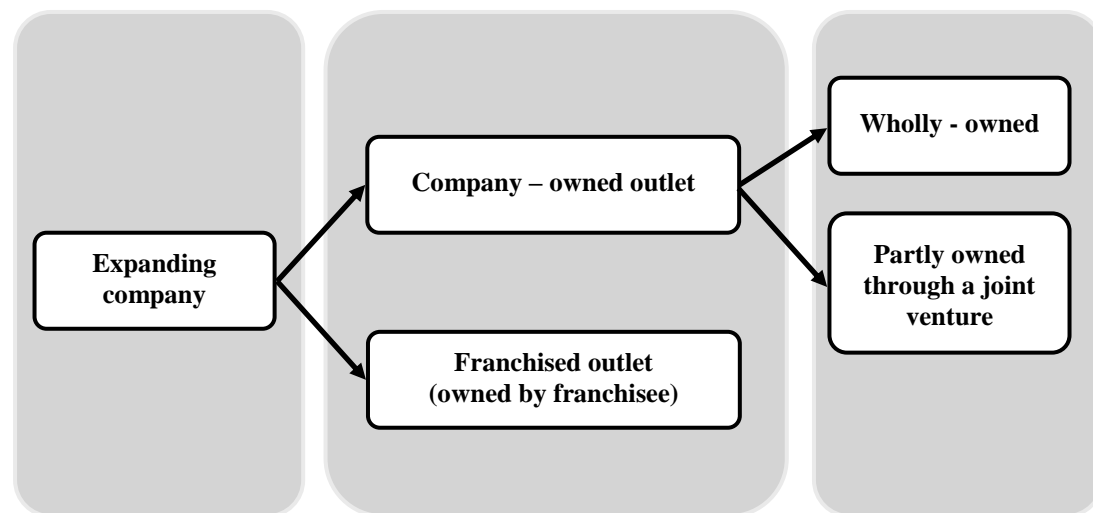 Expanding
company
Company – owned outlet
Franchised outlet
(owned by franchisee)
Wholly - owned
Partly owned
through a joint
venture